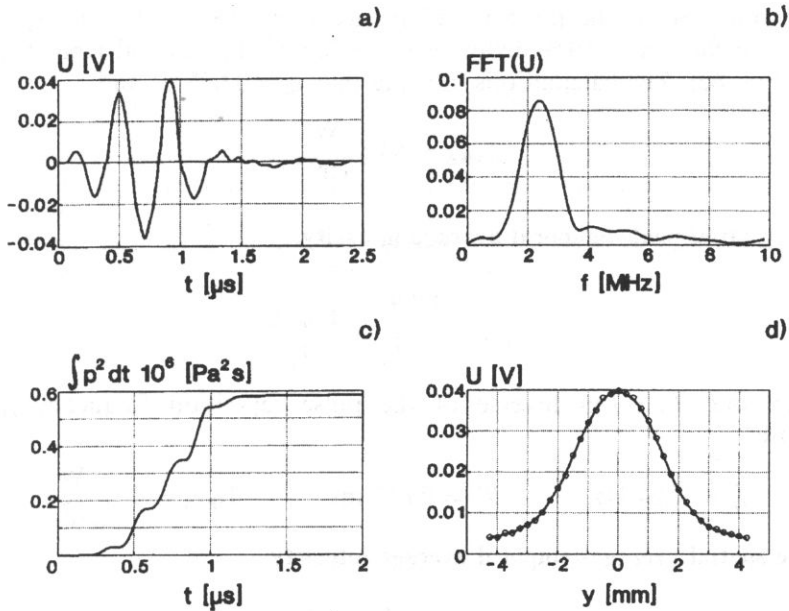 a)
U [V]
0.04
0.02
0
-0.02
-0.04
0 0.5 1 1.5 2 2.5
t [µs]
b)
FFT(U)
0.1
0.08
0.06
0.04
0.02
0 2 4 6 8 10
f [MHz]
c)
∫p²dt 10⁶ [Pa²s]
0.6
0.4
0.2
0 0.5 1 1.5 2
t [µs]
d)
U [V]
0.04
0.03
0.02
0.01
0
-4 -2 0 2 4
y [mm]